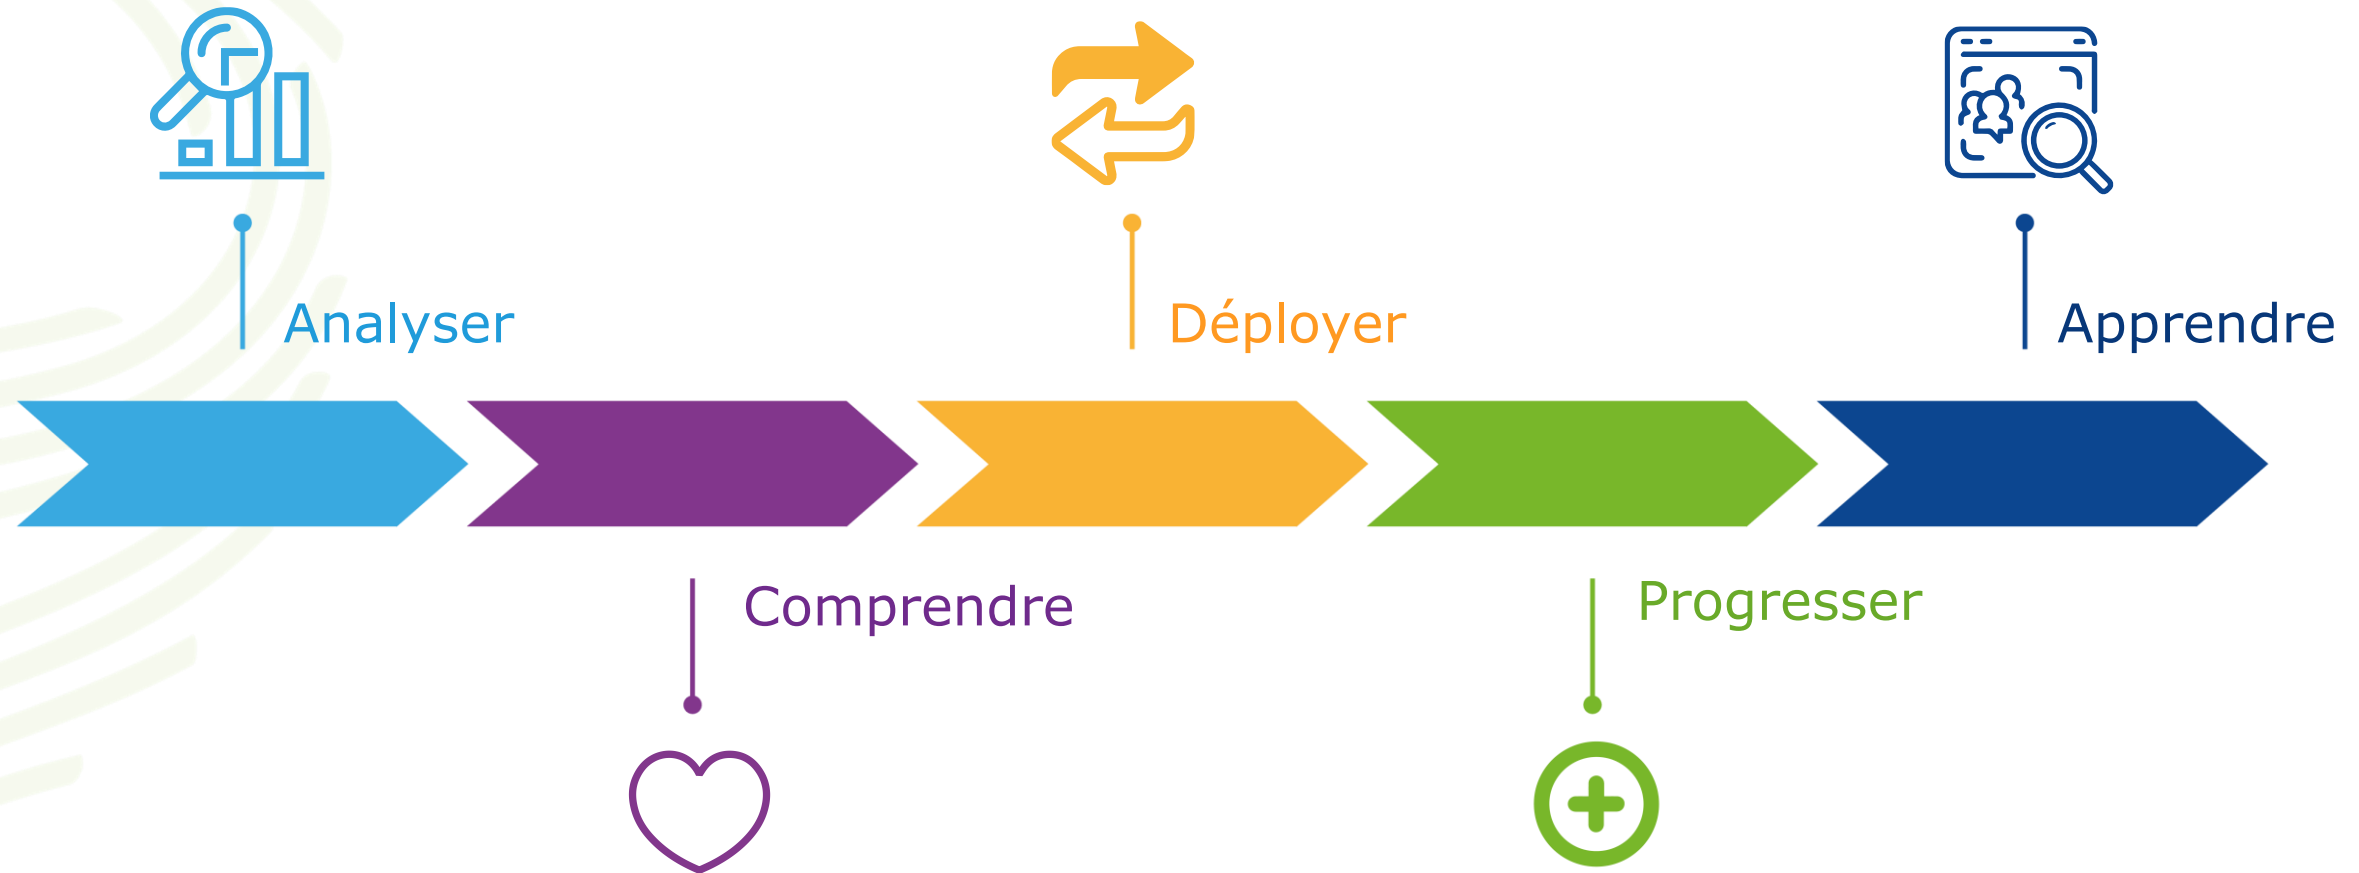 Analyser
Comprendre
Déployer
Progresser
Apprendre